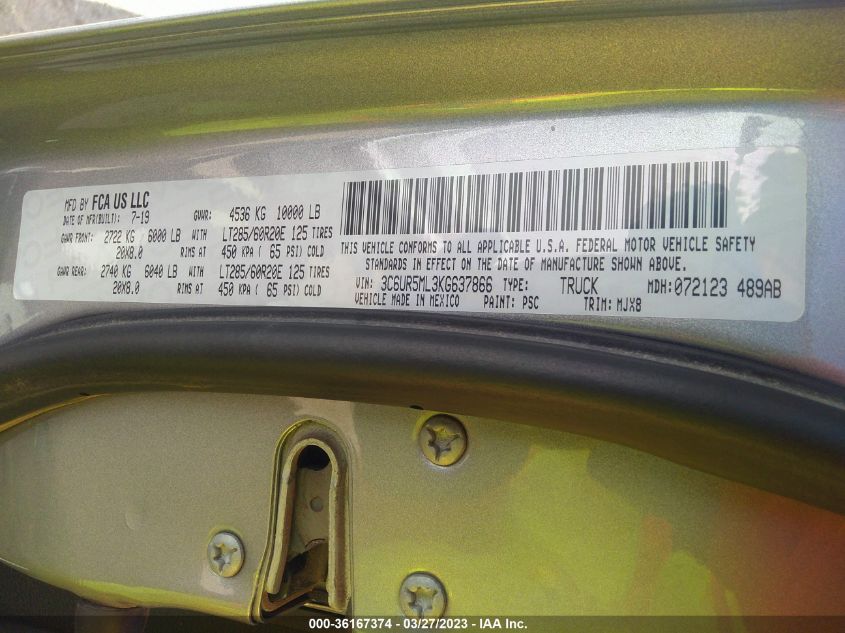 MFD BY FCA US LLC
DATE OF MFR(BUILT): 7-19 GVWR: 4536 KG 10000 LB
GAWR FRONT: 2722 KG 6000 LB WITH LT285/60R20E 125 TIRES
20X8.0 RIMS AT 450 KPA ( 65 PSI) COLD
GAWR REAR: 2740 KG 6040 LB WITH LT285/60R20E 125 TIRES
20X8.0 RIMS AT 450 KPA ( 65 PSI) COLD
THIS VEHICLE CONFORMS TO ALL APPLICABLE U.S.A. FEDERAL MOTOR VEHICLE SAFETY
STANDARDS IN EFFECT ON THE DATE OF MANUFACTURE SHOWN ABOVE.
VIN: 3C6UR5ML3KG637866 TYPE: TRUCK MDH: 072123 489AB
VEHICLE MADE IN MEXICO PAINT: PSC TRIM: MJX8
000-36167374 - 03/27/2023 - IAA Inc.